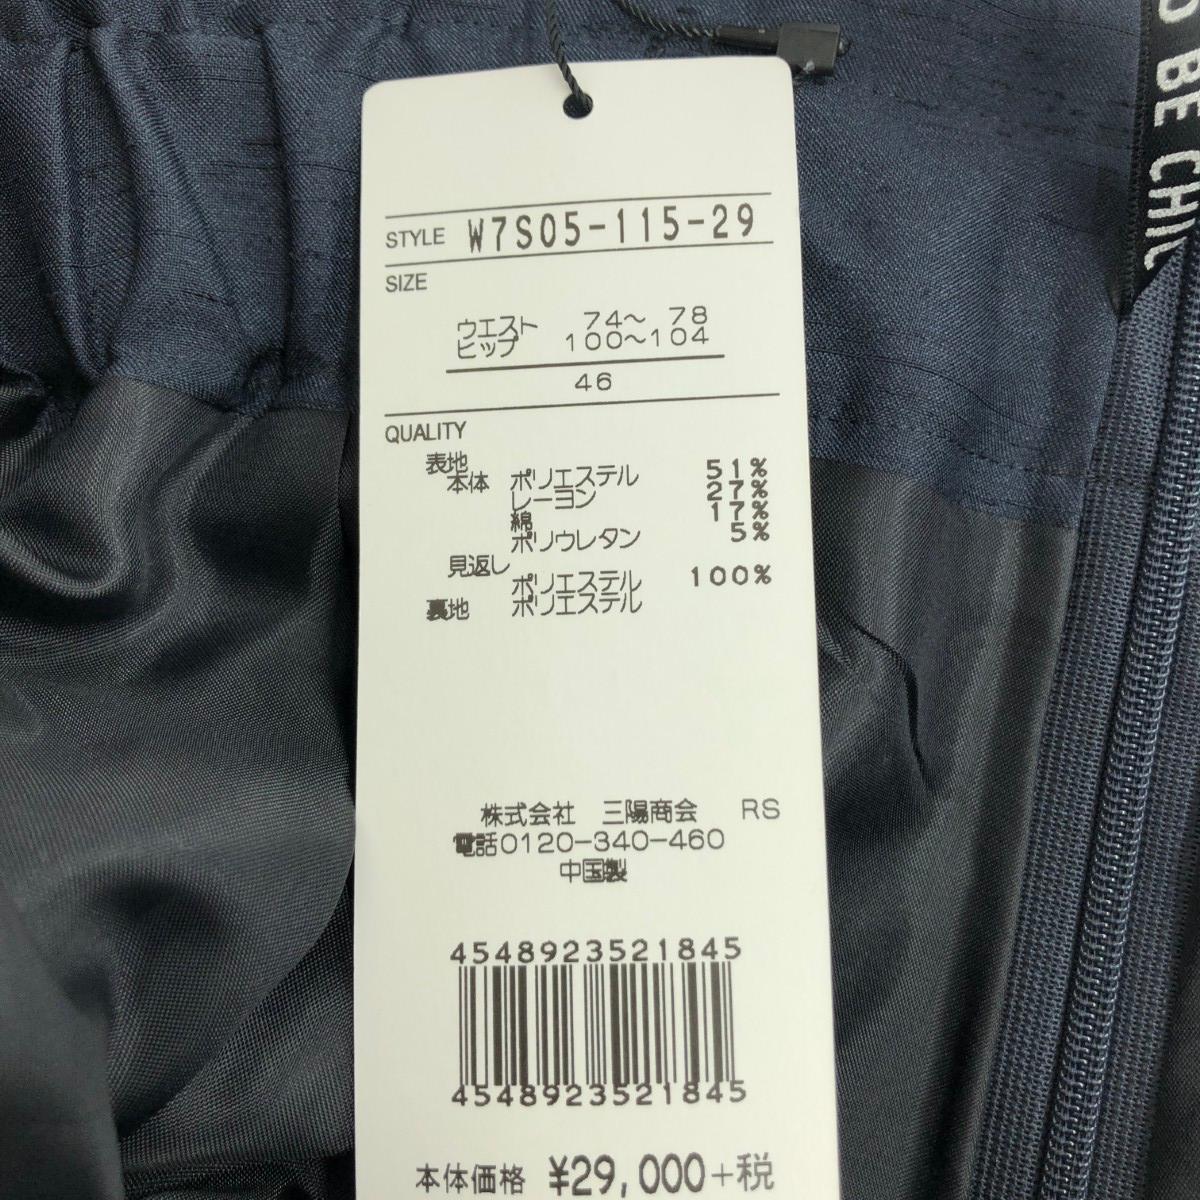 O BE CHIC
STYLE W7S05-115-29
SIZE
ウエスト 74〜 78
ヒップ 100〜104
46
QUALITY
表地
本体 ポリエステル 51%
レーヨン 27%
綿 17%
ポリウレタン 5%
見返し
ポリエステル 100%
裏地 ポリエステル
株式会社 三陽商会 RS
電話0120-340-460
中国製
4548923521845
4548923521845
本体価格 ¥29,000+税